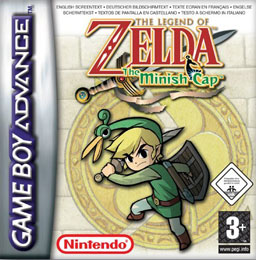 GAME BOY ADVANCE™
ENGLISH SCREENTEXT • DEUTSCHER BILDSCHIRMTEXT • TEXTE ECRAN EN FRANÇAIS • ENGELSE
SCHERMTEKST • TEXTOS DE PANTALLA EN CASTELLANO • TESTO A SCHERMO IN ITALIANO
THE LEGEND OF
ZELDA
The
Minish Cap
Nintendo
3+
www.pegi.info